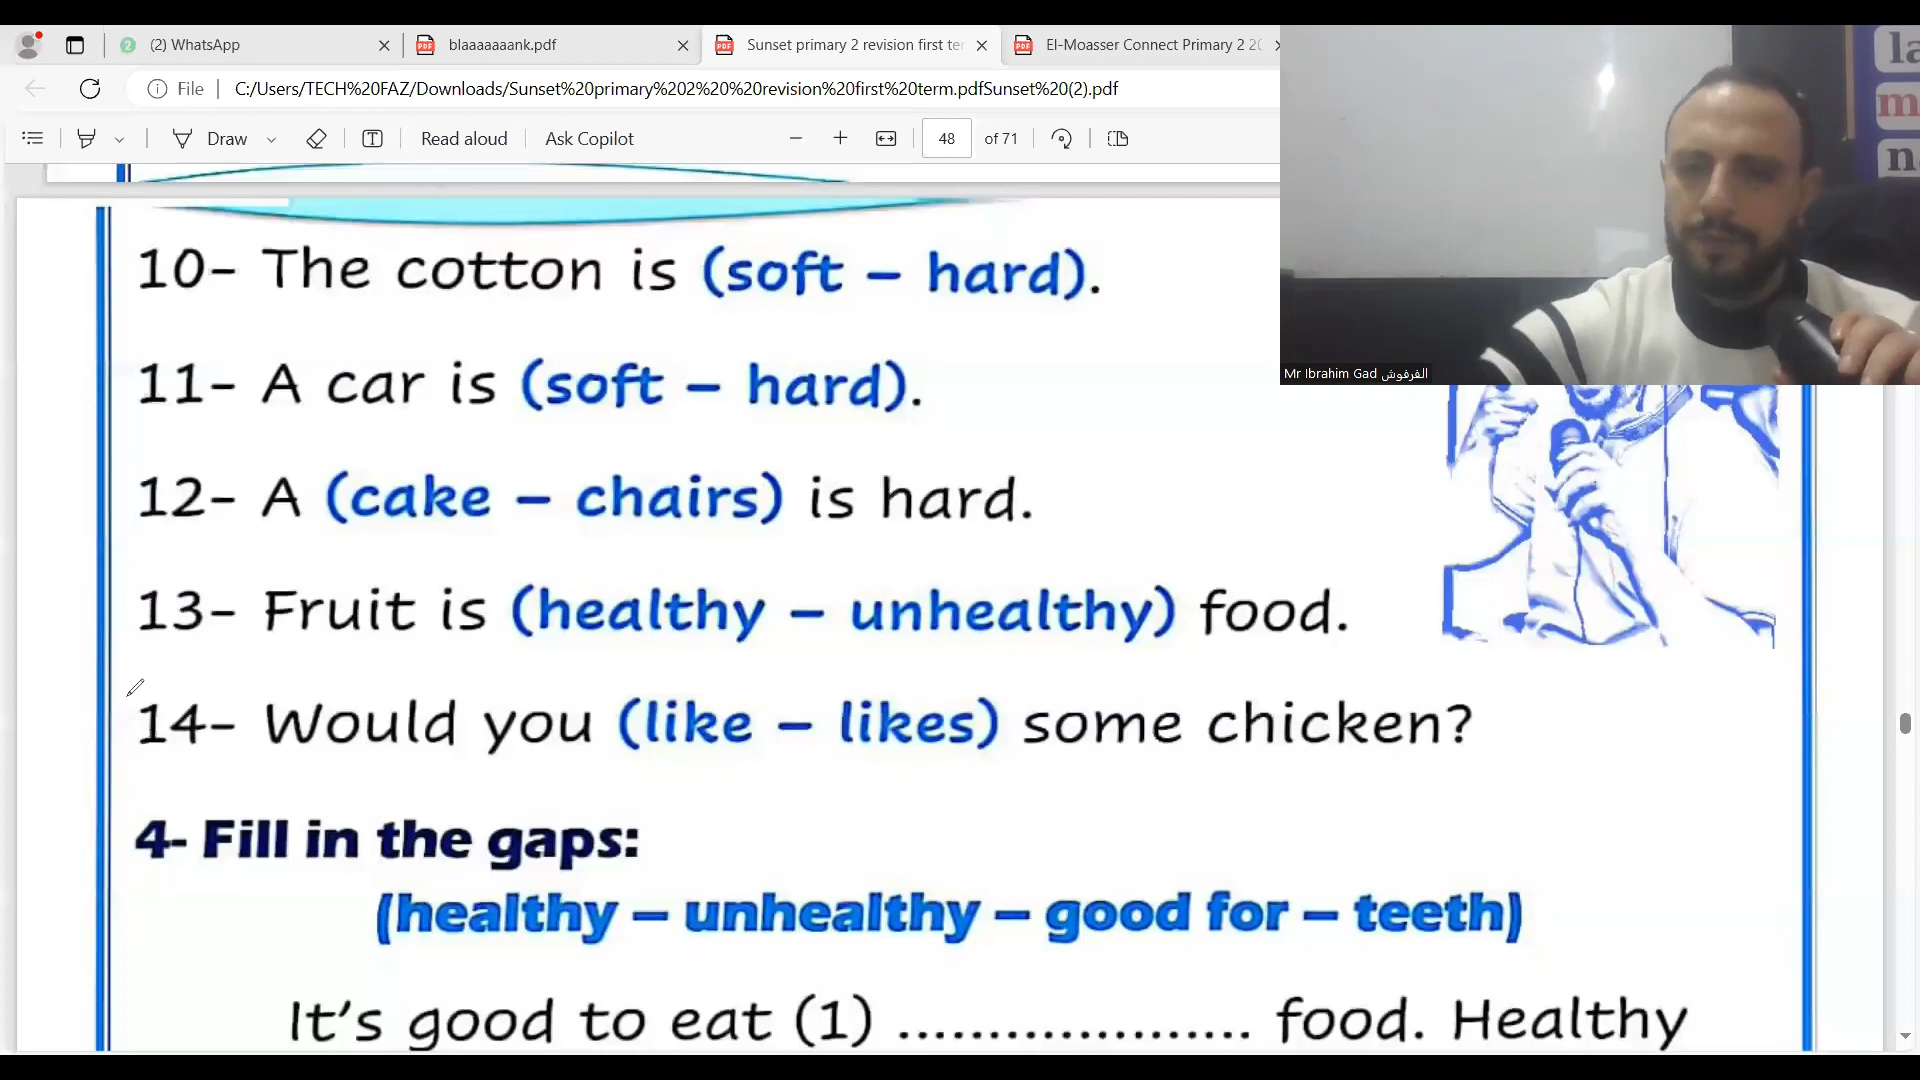 (2) WhatsApp
blaaaaaaank.pdf
Sunset primary 2 revision first te
El-Moasser Connect Primary 2 20
File
C:/Users/TECH%20FAZ/Downloads/Sunset%20primary%202%20%20revision%20first%20term.pdfSunset%20(2).pdf
Draw
Read aloud
Ask Copilot
48 of 71
la
m
n
Mr Ibrahim Gad الفرفوش
10- The cotton is (soft – hard).
11- A car is (soft – hard).
12- A (cake – chairs) is hard.
13- Fruit is (healthy – unhealthy) food.
14- Would you (like – likes) some chicken?
4- Fill in the gaps:
(healthy – unhealthy – good for – teeth)
It's good to eat (1) .................... food. Healthy